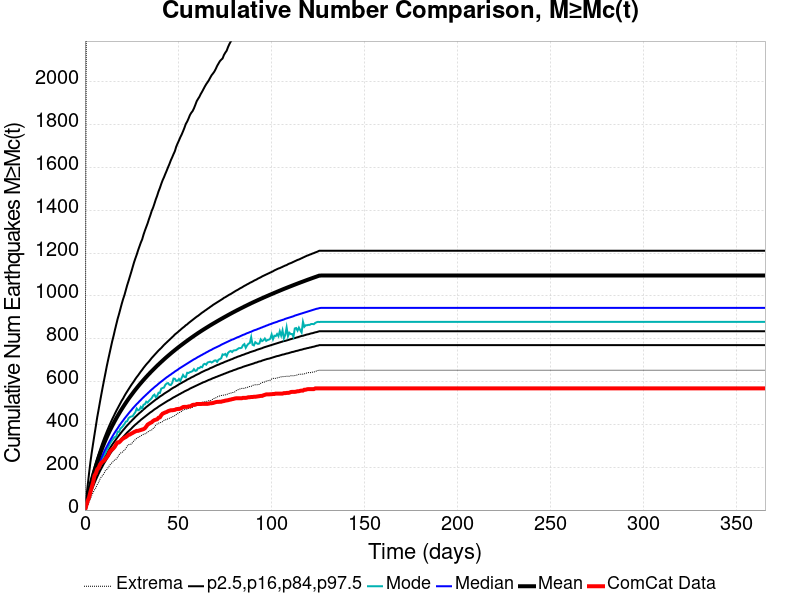 Cumulative Number Comparison, M≥Mc(t)
Cumulative Num Earthquakes M≥Mc(t)
2000
1800
1600
1400
1200
1000
800
600
400
200
0
0 50 100 150 200 250 300 350
Time (days)
Extrema p2.5,p16,p84,p97.5 Mode Median Mean ComCat Data